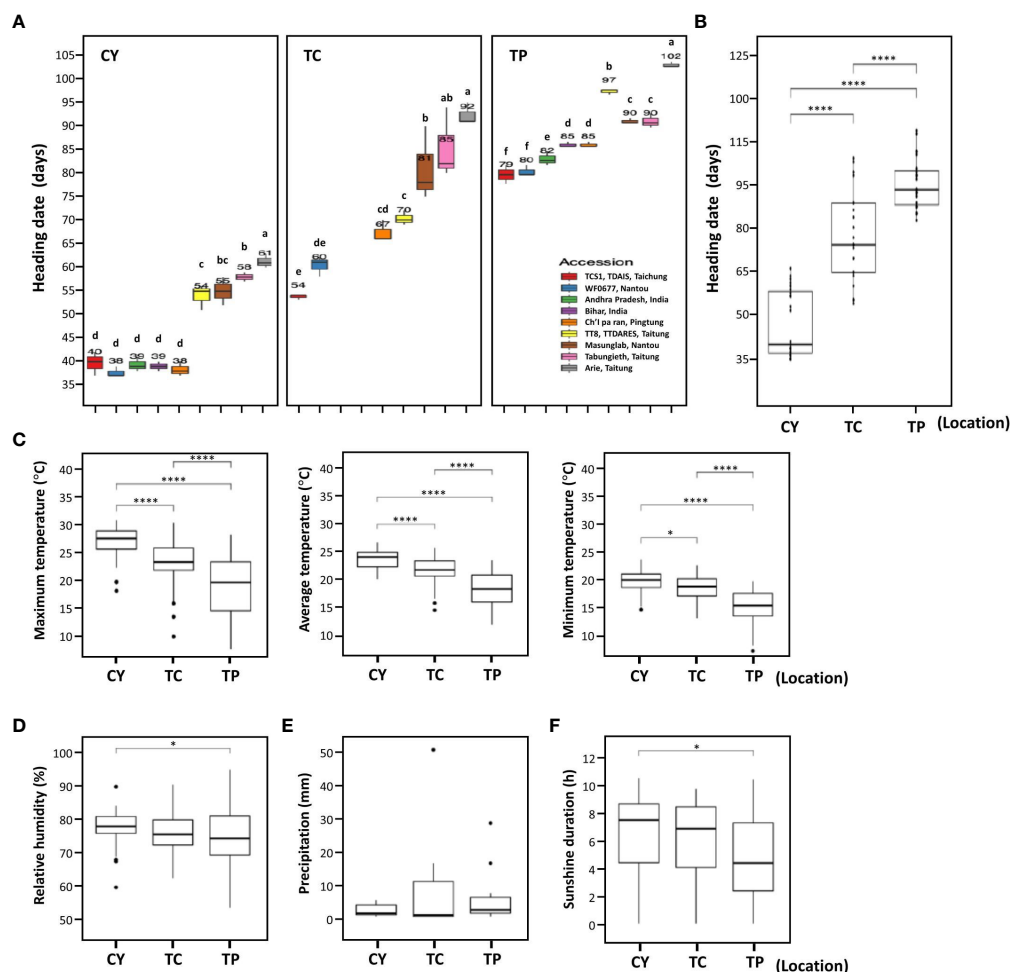 A
B
Heading date (days)
105
100
95
90
85
80
75
70
65
60
55
50
45
40
35
CY
d
d
d
d
d
c
bc
b
a
40
38
39
39
38
54
55
58
61
TC
e
de
cd
c
b
ab
a
54
60
67
70
81
85
92
TP
f
f
e
d
d
b
c
c
a
79
80
82
85
85
97
90
90
102
Accession
TCS1, TDAIS, Taichung
WF0677, Nantou
Andhra Pradesh, India
Bihar, India
Ch'I pa ran, Pingtung
TT8, TTDARES, Taitung
Masunglab, Nantou
Tabungieth, Taitung
Arie, Taitung
Heading date (days)
125
100
115
95
80
65
50
35
****
****
****
CY TC TP (Location)
C
Maximum temperature (°C)
40
35
30
25
20
15
10
****
****
****
CY TC TP
Average temperature (°C)
40
35
30
25
20
15
10
****
****
****
CY TC TP
Minimum temperature (°C)
40
35
30
25
20
15
10
****
****
*
CY TC TP (Location)
D
Relative humidity (%)
100
90
80
70
60
50
*
CY TC TP
E
Precipitation (mm)
50
40
30
20
10
0
CY TC TP
F
Sunshine duration (h)
12
10
8
6
4
2
0
*
CY TC TP (Location)